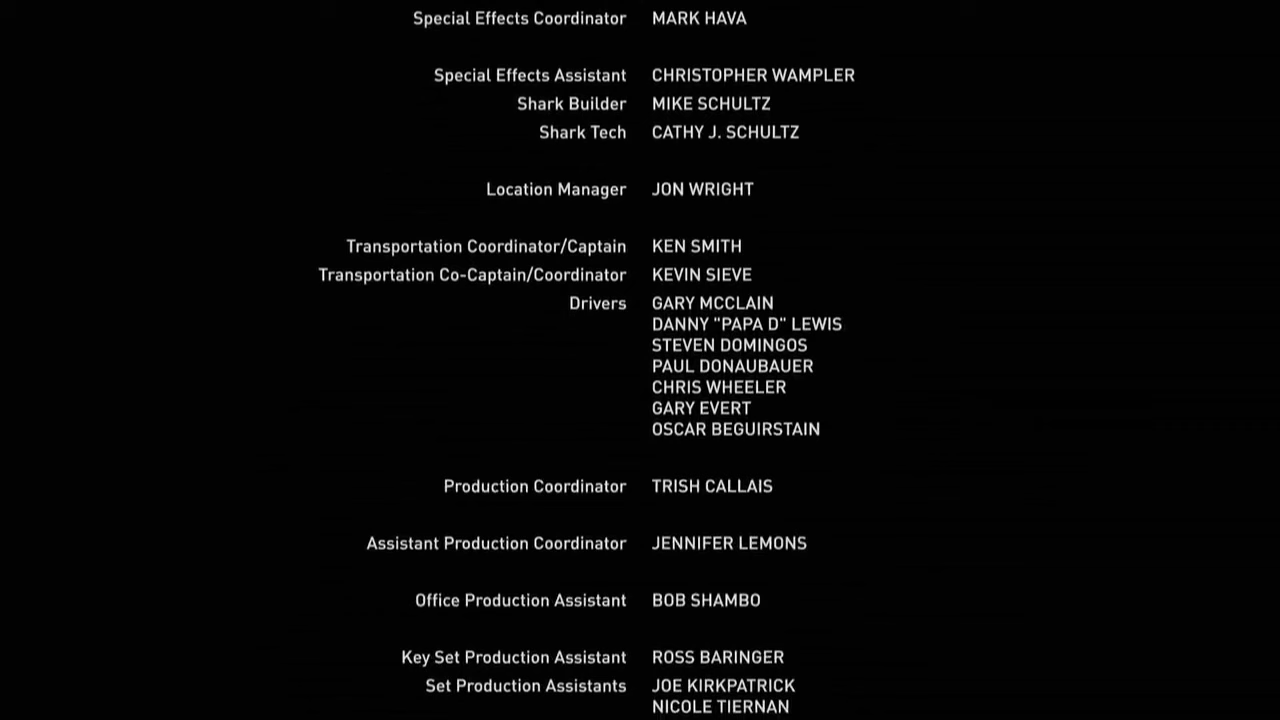 Special Effects Coordinator MARK HAVA
Special Effects Assistant CHRISTOPHER WAMPLER
Shark Builder MIKE SCHULTZ
Shark Tech CATHY J. SCHULTZ
Location Manager JON WRIGHT
Transportation Coordinator/Captain KEN SMITH
Transportation Co-Captain/Coordinator KEVIN SIEVE
Drivers GARY MCCLAIN
DANNY "PAPA D" LEWIS
STEVEN DOMINGOS
PAUL DONAUBAUER
CHRIS WHEELER
GARY EVERT
OSCAR BEGUIRSTAIN
Production Coordinator TRISH CALLAIS
Assistant Production Coordinator JENNIFER LEMONS
Office Production Assistant BOB SHAMBO
Key Set Production Assistant ROSS BARINGER
Set Production Assistants JOE KIRKPATRICK
NICOLE TIERNAN